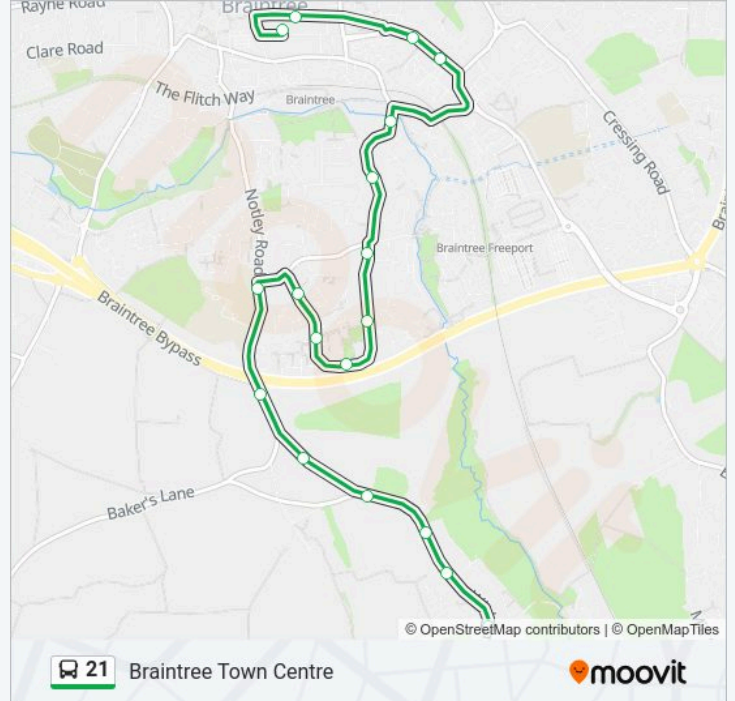 Rayne Road
Braintree
Clare Road
The Flitch Way
Braintree
Cressing Road
Notley Road
Braintree Freeport
Braintree Bypass
Baker's Lane
© OpenStreetMap contributors | © OpenMapTiles
21 Braintree Town Centre
moovit